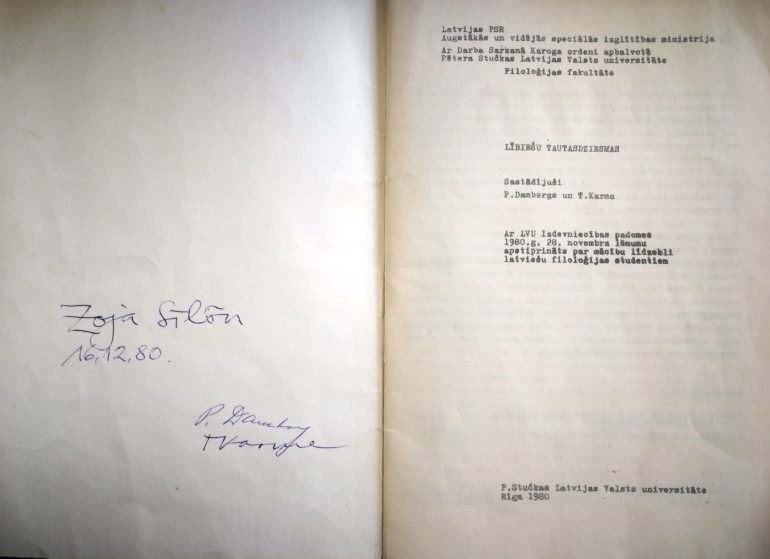 Zoja Sīlōn
16.12.80.
P. Damberg
TKarma
Latvijas PSR
Augstākās un vidējās speciālās izglītības ministrija
Ar Darba Sarkanā Karoga ordeni apbalvotā
Pētera Stučkas Latvijas Valsts universitāte
Filoloģijas fakultāte
LĪBIEŠU TAUTASDZIESMAS
Sastādījuši
P.Dambergs un T.Karma
Ar LVU Izdevniecības padomes
1980.g. 28. novembra lēmumu
apstiprināts par mācību līdzekli
latviešu filoloģijas studentiem
P.Stučkas Latvijas Valsts universitāte
Rīga 1980